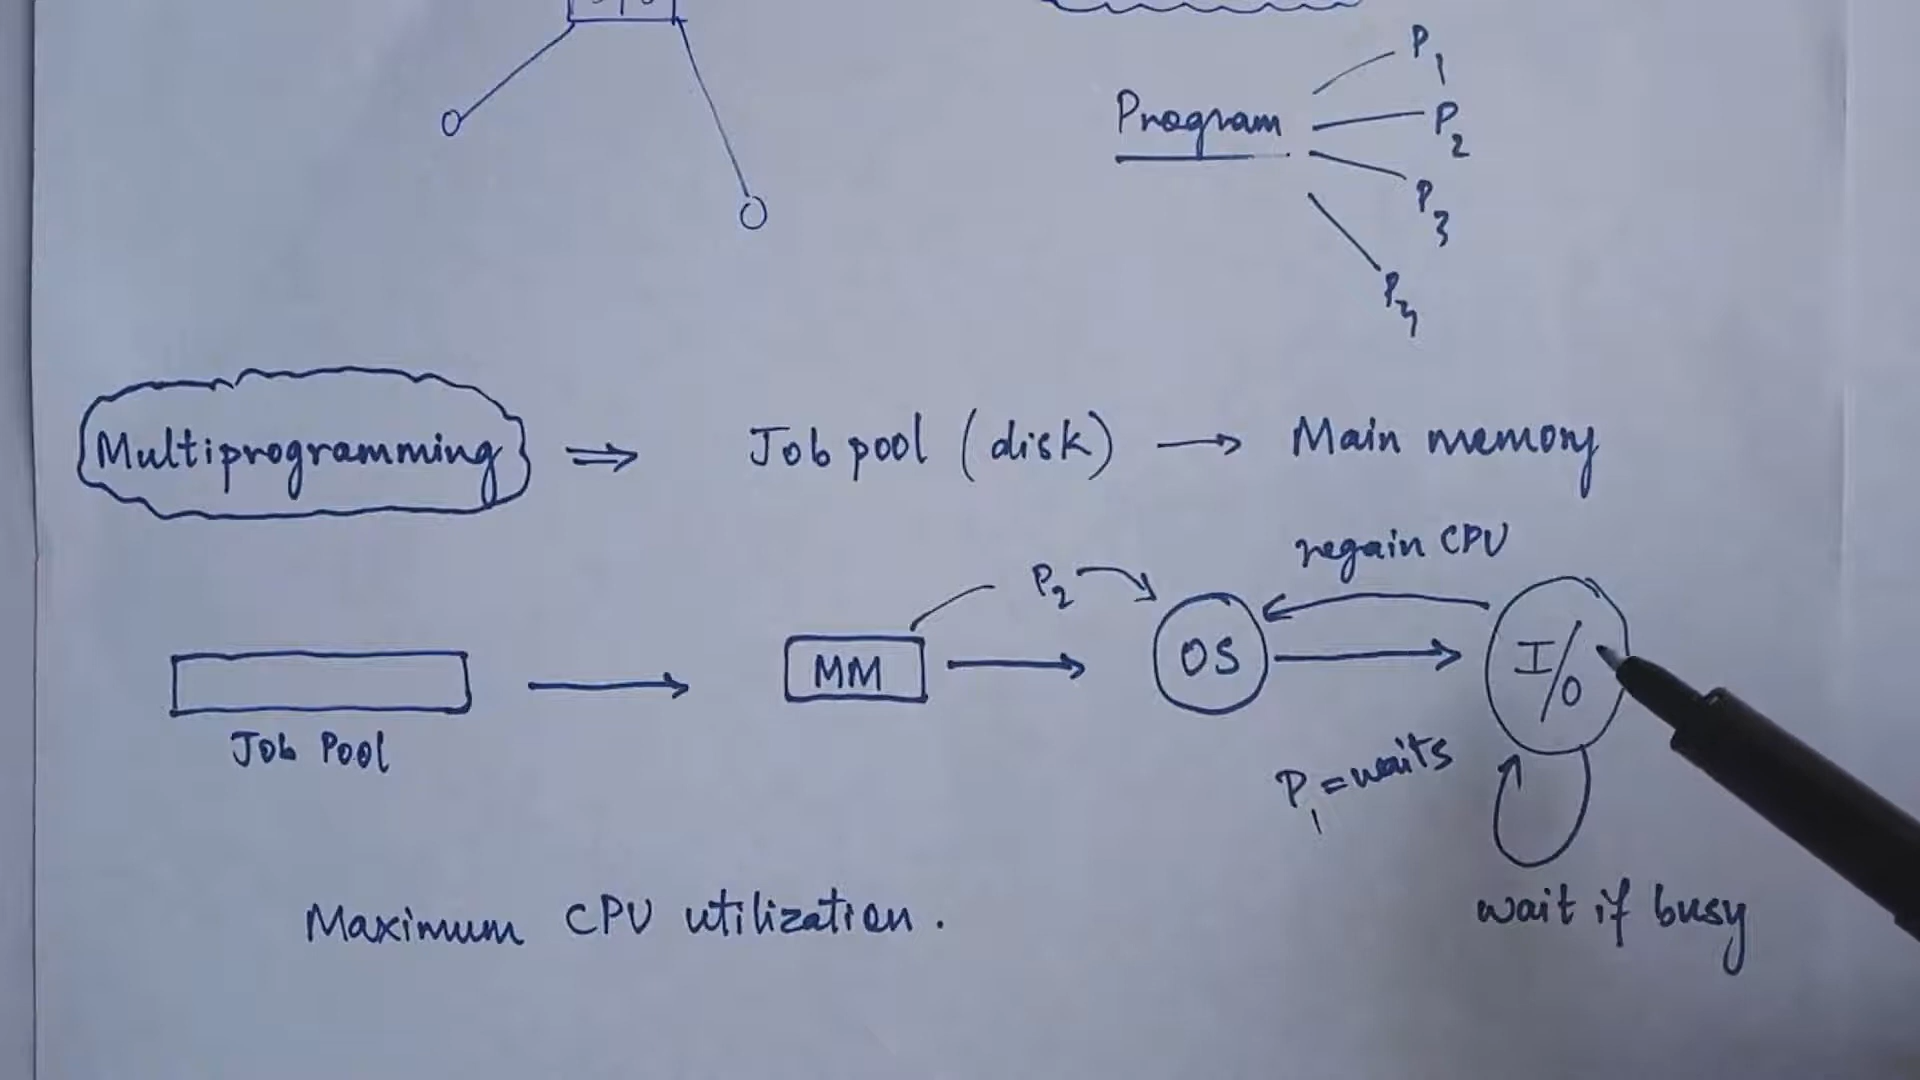 P1
Program
P2
P3
P4
Multiprogramming ⇒ Job pool (disk) → Main memory
regain CPU
P2
MM
OS
I/O
Job Pool
P1 = waits
Maximum CPU utilization.
wait if busy